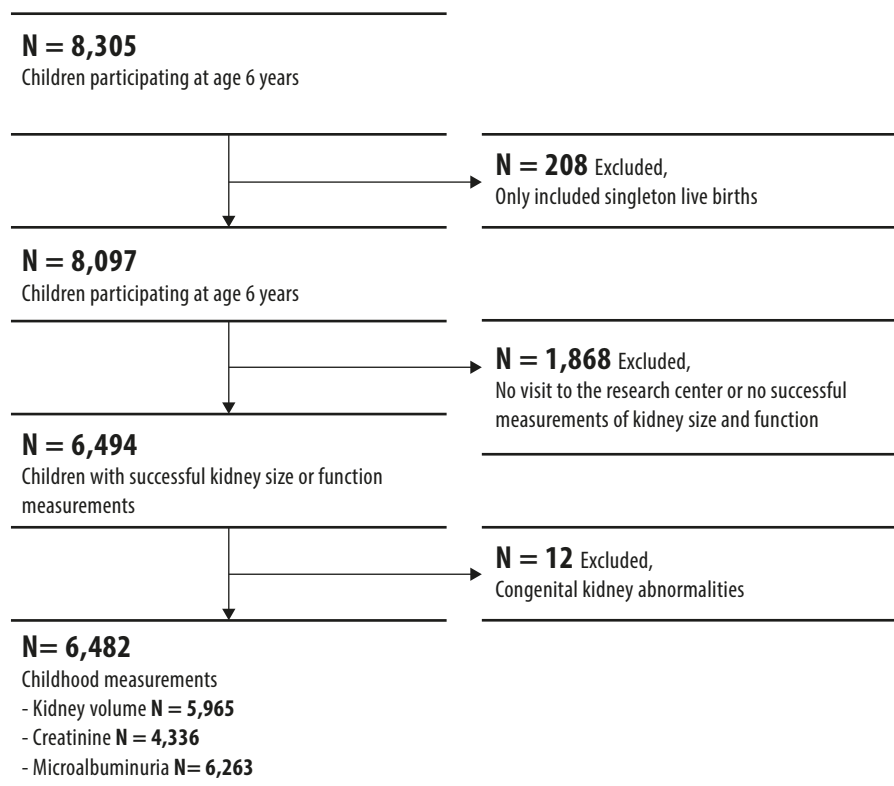 N = 8,305
Children participating at age 6 years
N = 208 Excluded,
Only included singleton live births
N = 8,097
Children participating at age 6 years
N = 1,868 Excluded,
No visit to the research center or no successful
measurements of kidney size and function
N = 6,494
Children with successful kidney size or function
measurements
N = 12 Excluded,
Congenital kidney abnormalities
N= 6,482
Childhood measurements
- Kidney volume N = 5,965
- Creatinine N = 4,336
- Microalbuminuria N= 6,263